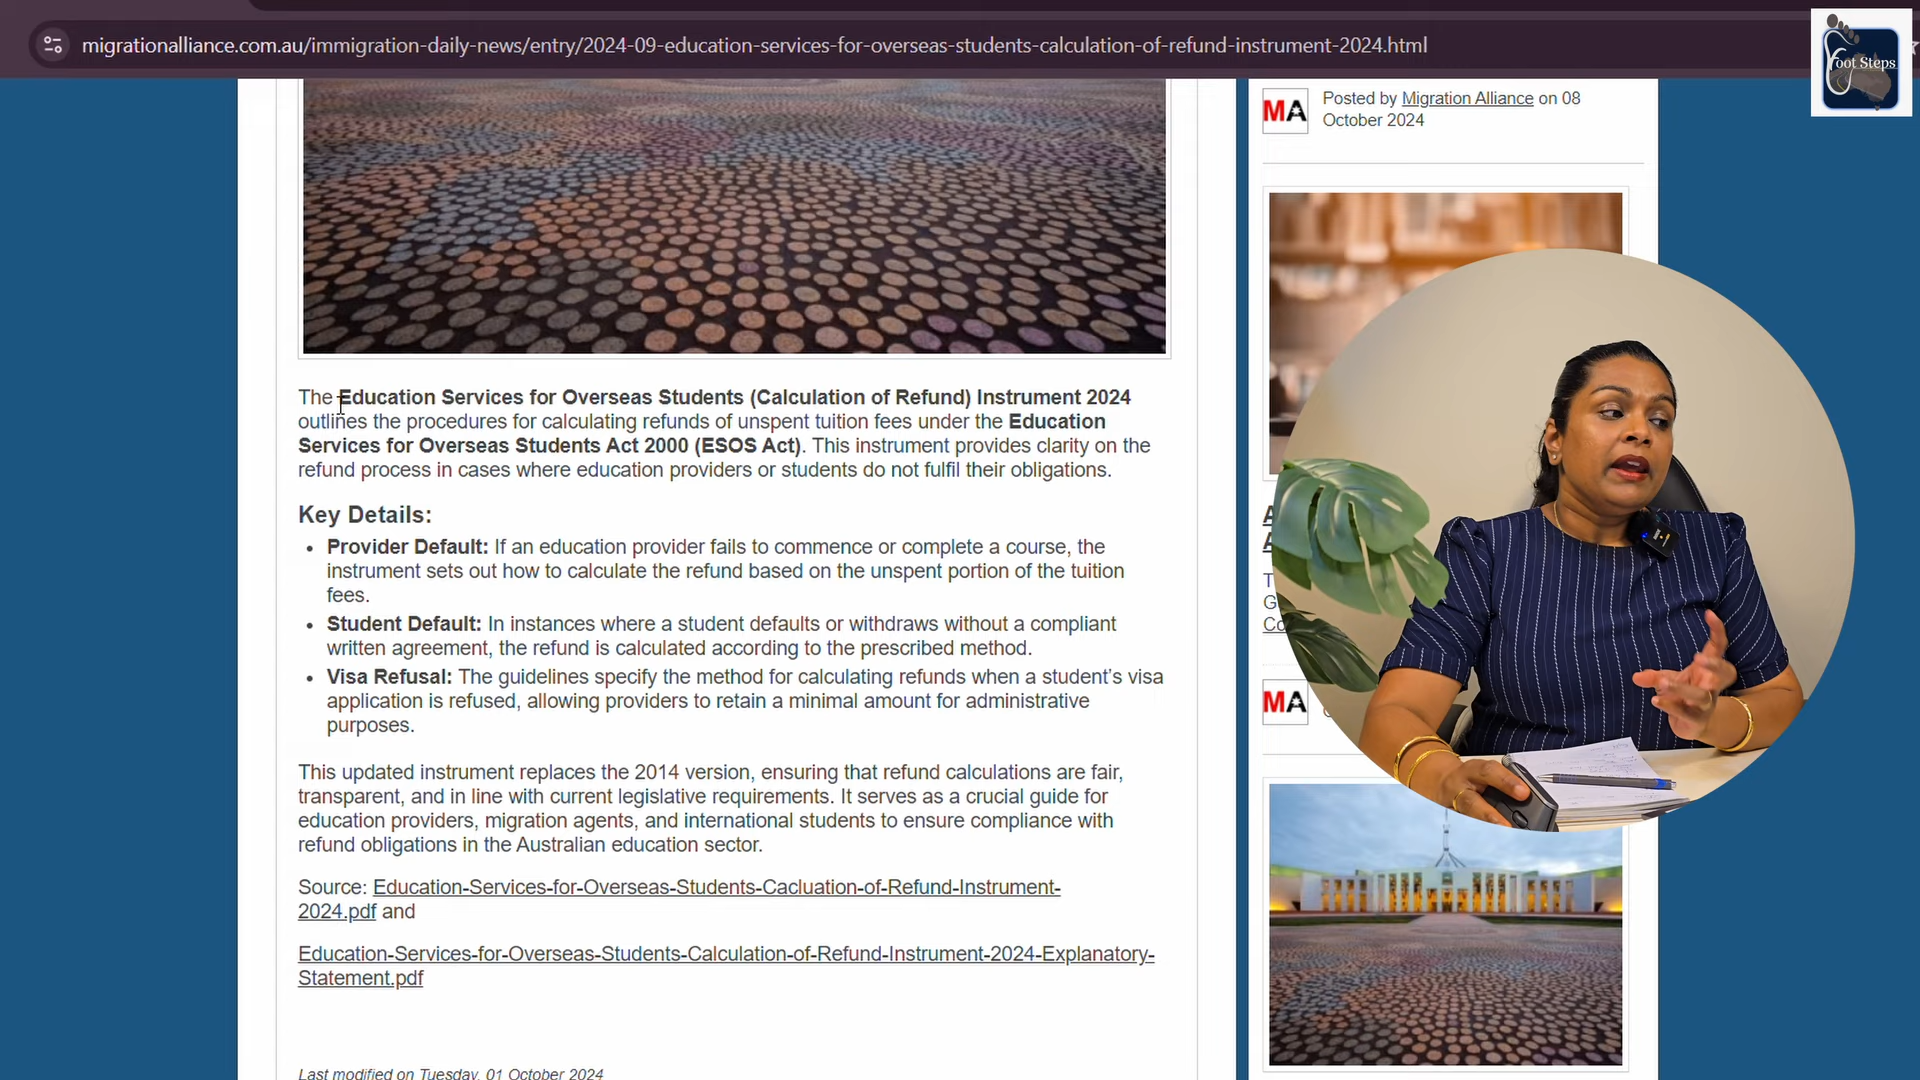 migrationalliance.com.au/immigration-daily-news/entry/2024-09-education-services-for-overseas-students-calculation-of-refund-instrument-2024.html
Foot Steps
MA
Posted by Migration Alliance on 08
October 2024
The Education Services for Overseas Students (Calculation of Refund) Instrument 2024
outlines the procedures for calculating refunds of unspent tuition fees under the Education
Services for Overseas Students Act 2000 (ESOS Act). This instrument provides clarity on the
refund process in cases where education providers or students do not fulfil their obligations.
Key Details:
• Provider Default: If an education provider fails to commence or complete a course, the
instrument sets out how to calculate the refund based on the unspent portion of the tuition
fees.
• Student Default: In instances where a student defaults or withdraws without a compliant
written agreement, the refund is calculated according to the prescribed method.
• Visa Refusal: The guidelines specify the method for calculating refunds when a student's visa
application is refused, allowing providers to retain a minimal amount for administrative
purposes.
This updated instrument replaces the 2014 version, ensuring that refund calculations are fair,
transparent, and in line with current legislative requirements. It serves as a crucial guide for
education providers, migration agents, and international students to ensure compliance with
refund obligations in the Australian education sector.
Source: Education-Services-for-Overseas-Students-Cacluation-of-Refund-Instrument-
2024.pdf and
Education-Services-for-Overseas-Students-Calculation-of-Refund-Instrument-2024-Explanatory-
Statement.pdf
Last modified on Tuesday, 01 October 2024
MA